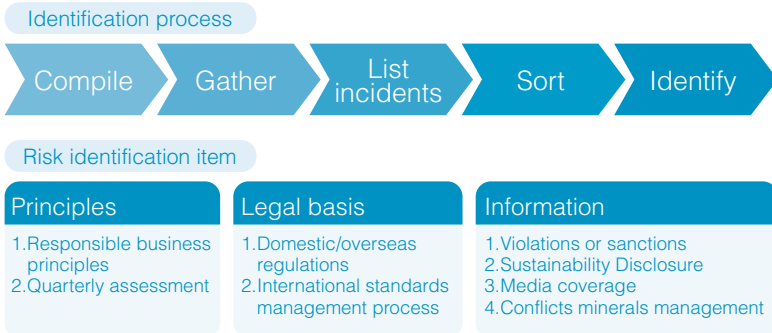 Identification process
Compile
Gather
List
incidents
Sort
Identify
Risk identification item
Principles
1.Responsible business
principles
2.Quarterly assessment
Legal basis
1.Domestic/overseas
regulations
2.International standards
management process
Information
1.Violations or sanctions
2.Sustainability Disclosure
3.Media coverage
4.Conflicts minerals management